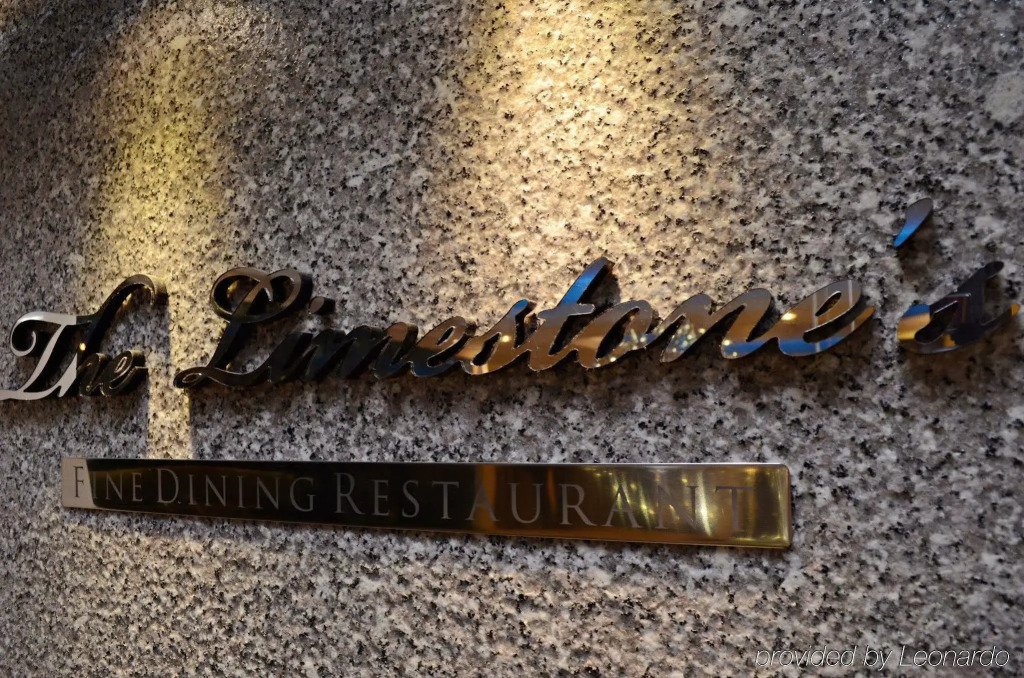 The Limestone's
Fine Dining Restaurant
provided by Leonardo